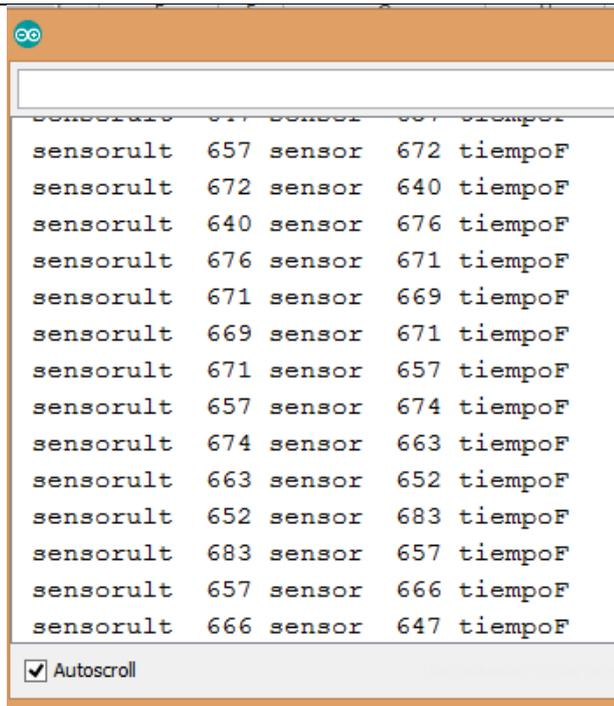 sensorult 657 sensor 672 tiempoF
sensorult 672 sensor 640 tiempoF
sensorult 640 sensor 676 tiempoF
sensorult 676 sensor 671 tiempoF
sensorult 671 sensor 669 tiempoF
sensorult 669 sensor 671 tiempoF
sensorult 671 sensor 657 tiempoF
sensorult 657 sensor 674 tiempoF
sensorult 674 sensor 663 tiempoF
sensorult 663 sensor 652 tiempoF
sensorult 652 sensor 683 tiempoF
sensorult 683 sensor 657 tiempoF
sensorult 657 sensor 666 tiempoF
sensorult 666 sensor 647 tiempoF
Autoscroll